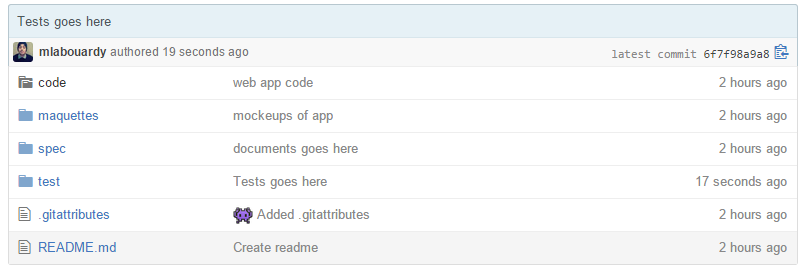 Tests goes here
mlabouardy authored 19 seconds ago latest commit 6f7f98a9a8
code web app code 2 hours ago
maquettes mockeups of app 2 hours ago
spec documents goes here 2 hours ago
test Tests goes here 17 seconds ago
.gitattributes Added .gitattributes 2 hours ago
README.md Create readme 2 hours ago